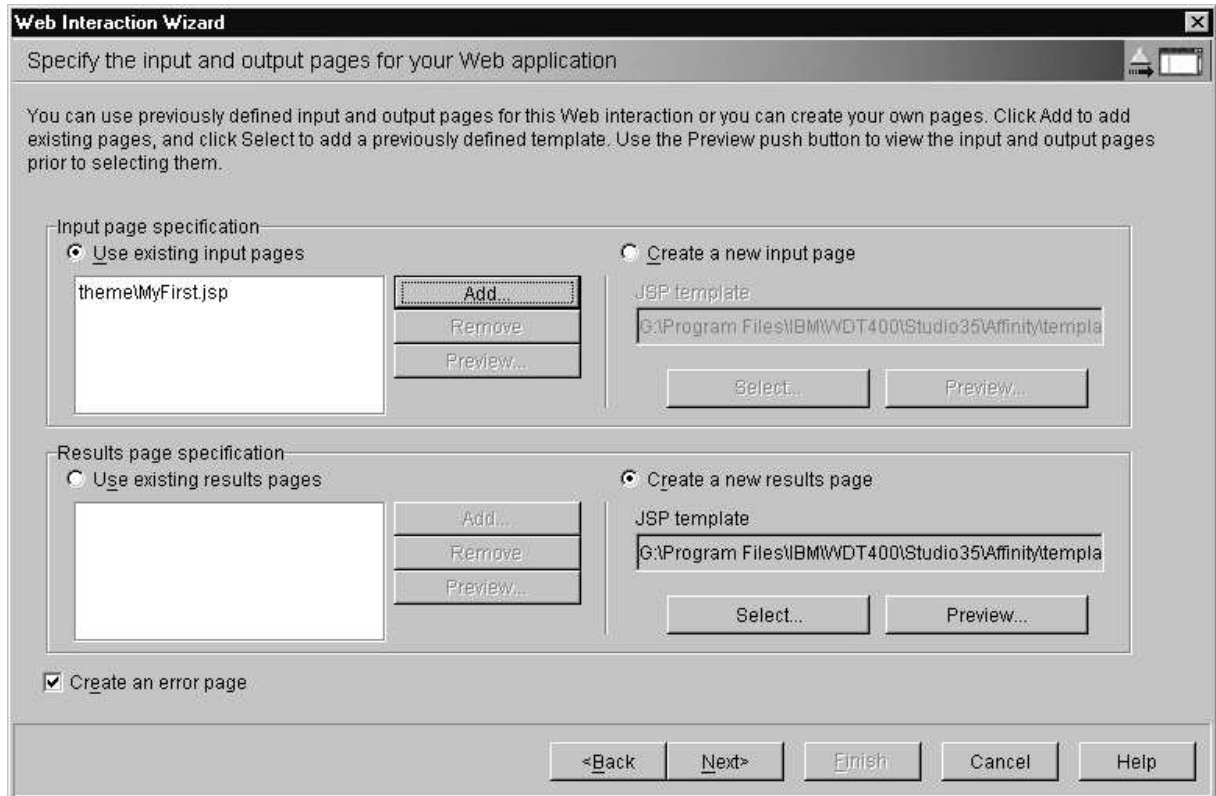 Web Interaction Wizard
Specify the input and output pages for your Web application
You can use previously defined input and output pages for this Web interaction or you can create your own pages. Click Add to add
existing pages, and click Select to add a previously defined template. Use the Preview push button to view the input and output pages
prior to selecting them.
Input page specification
Use existing input pages
Create a new input page
theme\MyFirst.jsp
Add...
Remove
Preview...
JSP template
G:\Program Files\IBM\WDT400\Studio35\Affinity\templa
Select...
Preview...
Results page specification
Use existing results pages
Create a new results page
Add...
Remove
Preview...
JSP template
G:\Program Files\IBM\WDT400\Studio35\Affinity\templa
Select...
Preview...
Create an error page
<Back
Next>
Finish
Cancel
Help